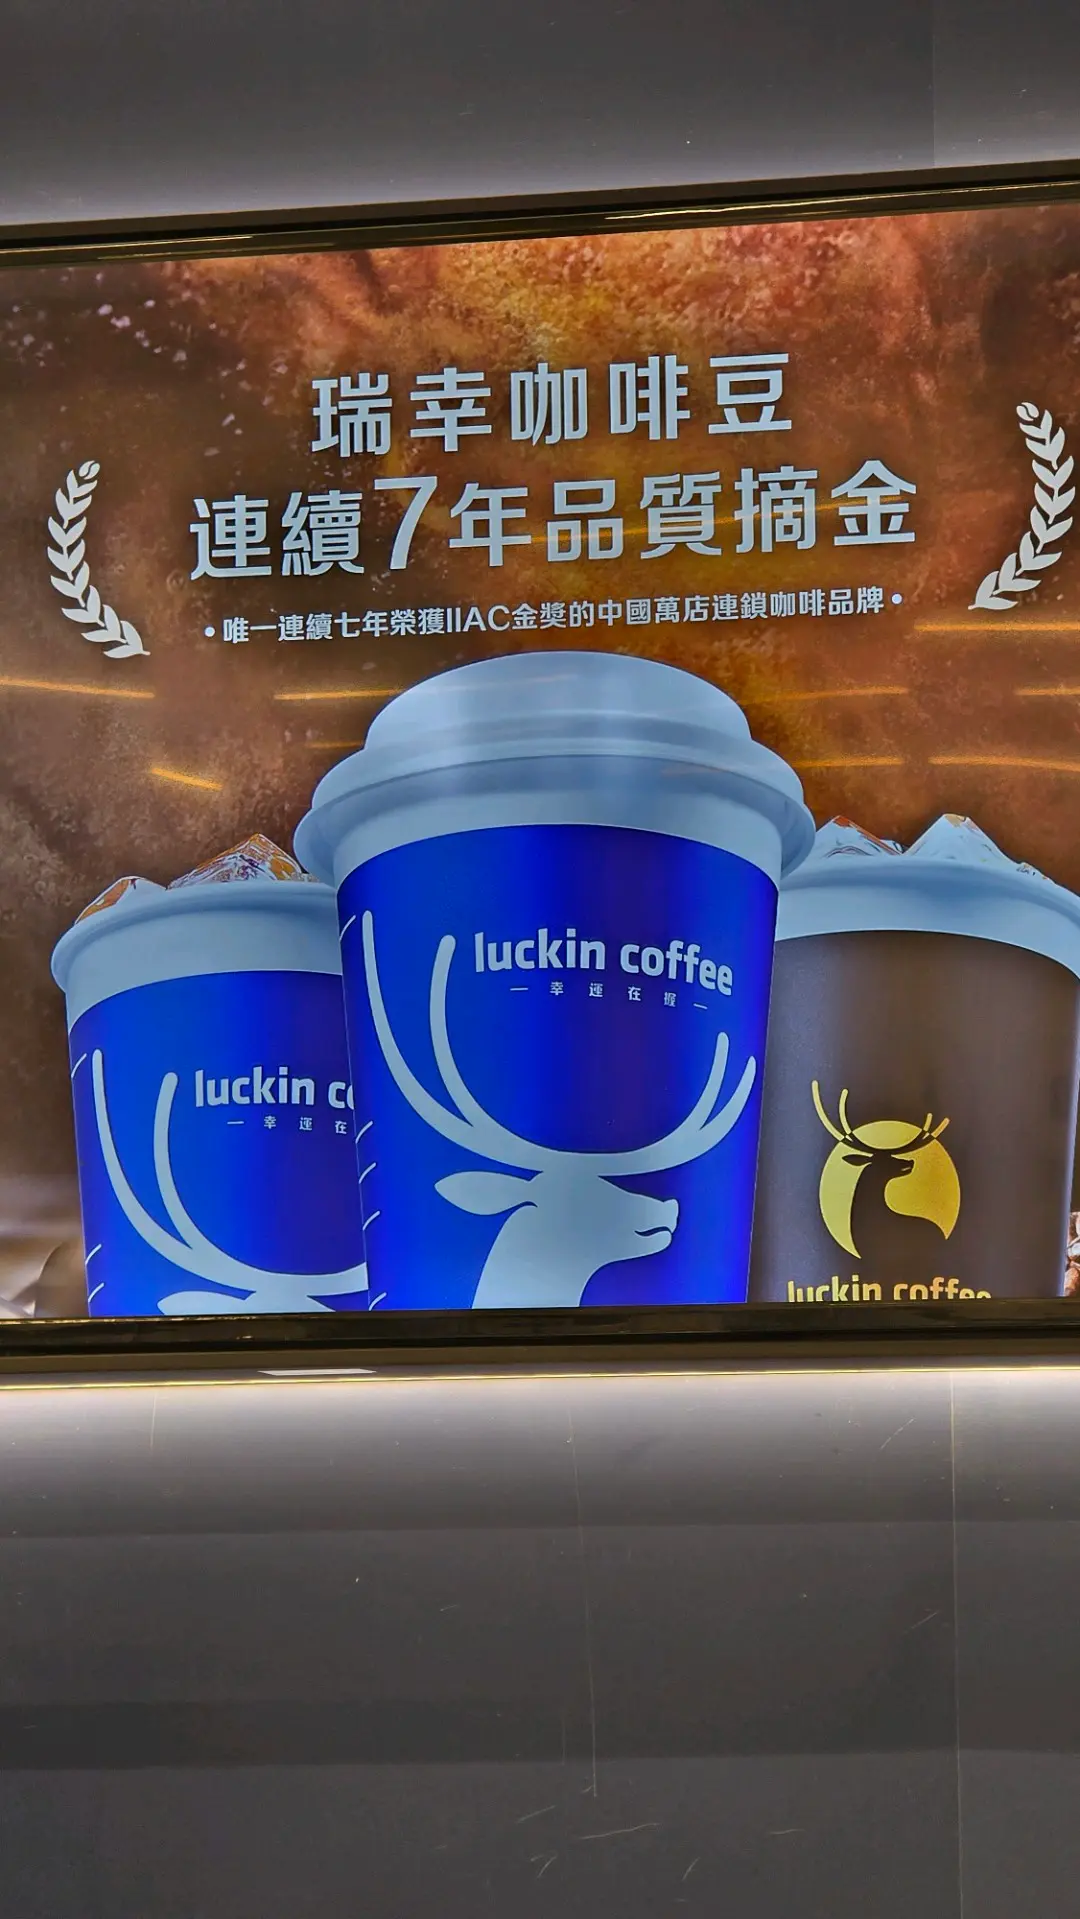 瑞幸咖啡豆
連續7年品質摘金
•唯一連續七年榮獲IIAC金獎的中國萬店連鎖咖啡品牌•
luckin coffee
— 幸 運 在 握 —
luckin c
— 幸 運 在
luckin coffee